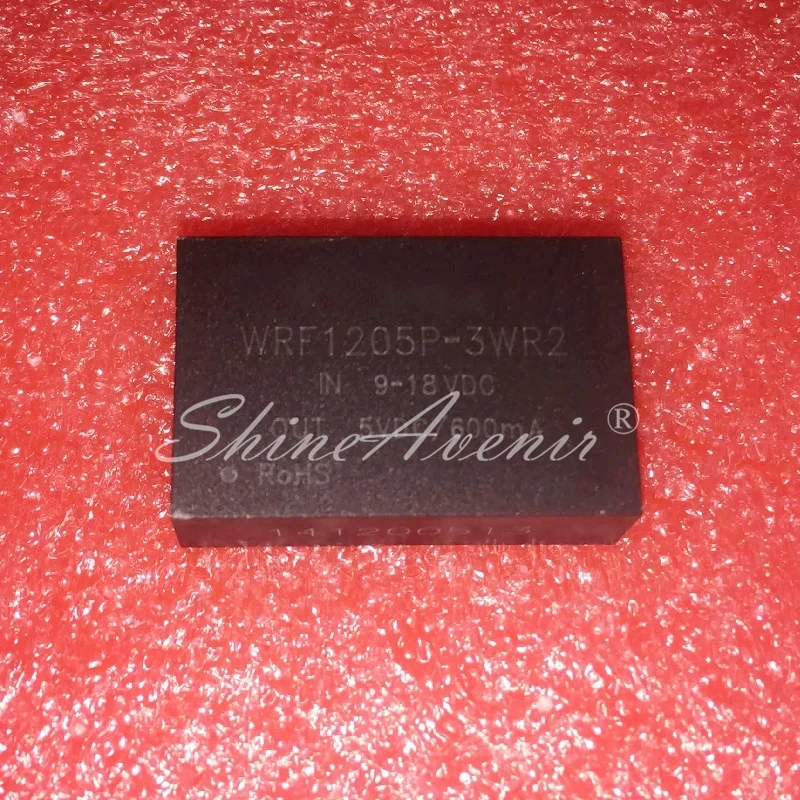 WRF1205P-3WR2
IN 9-18VDC
OUT 5VDC/600mA
ShineAvenir®
RoHS